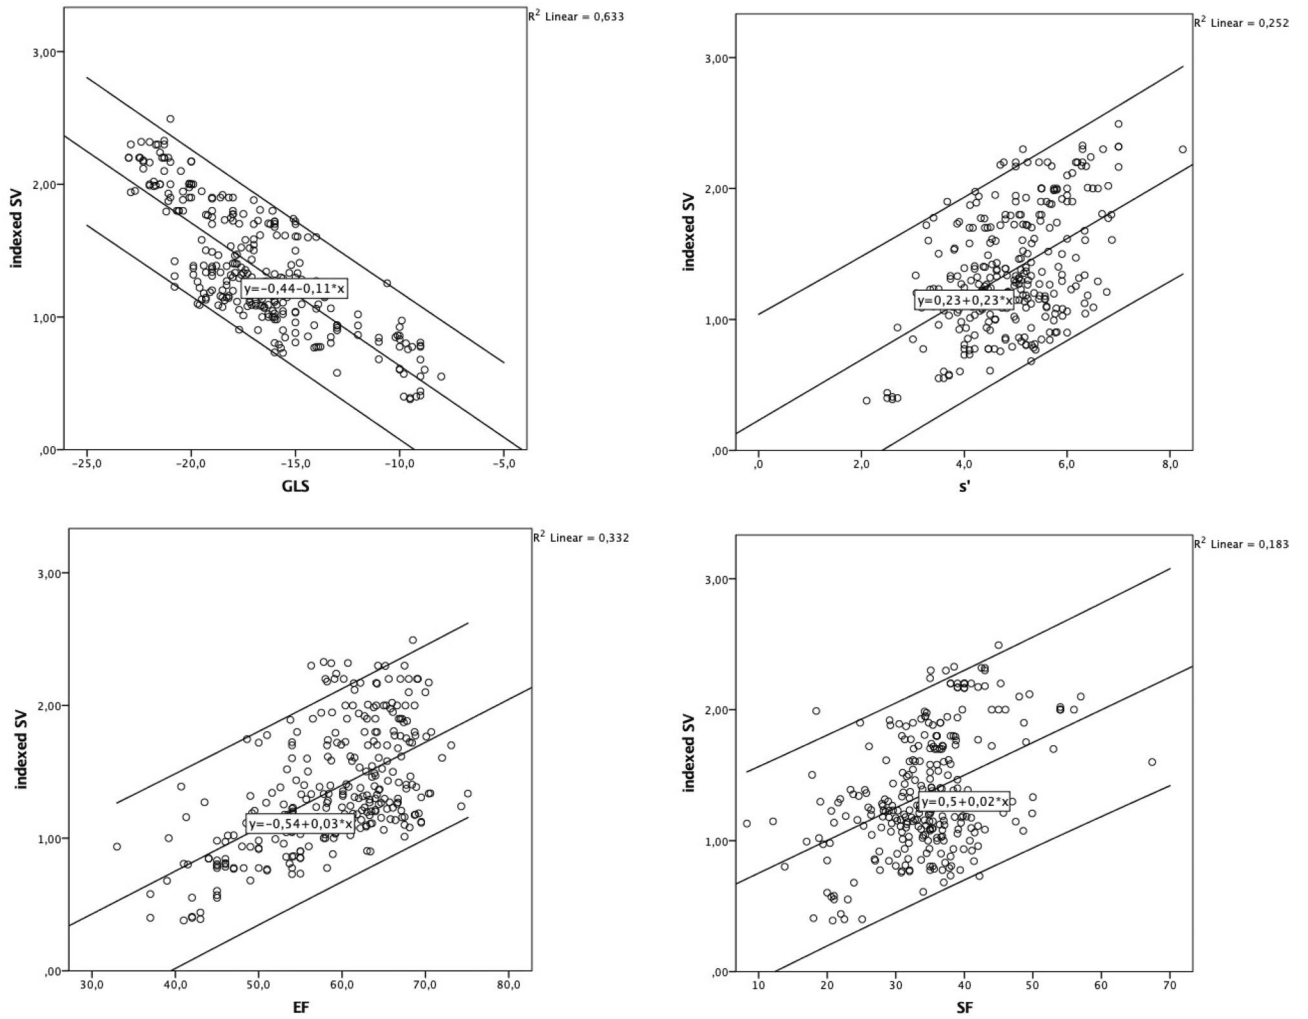 R² Linear = 0,633
3,00
2,00
1,00
,00
indexed SV
y=-0,44-0,11*x
-25,0 -20,0 -15,0 -10,0 -5,0
GLS
R² Linear = 0,252
3,00
2,00
1,00
,00
indexed SV
y=0,23+0,23*x
,0 2,0 4,0 6,0 8,0
s'
R² Linear = 0,332
3,00
2,00
1,00
,00
indexed SV
y=-0,54+0,03*x
30,0 40,0 50,0 60,0 70,0 80,0
EF
R² Linear = 0,183
3,00
2,00
1,00
,00
indexed SV
y=0,5+0,02*x
10 20 30 40 50 60 70
SF